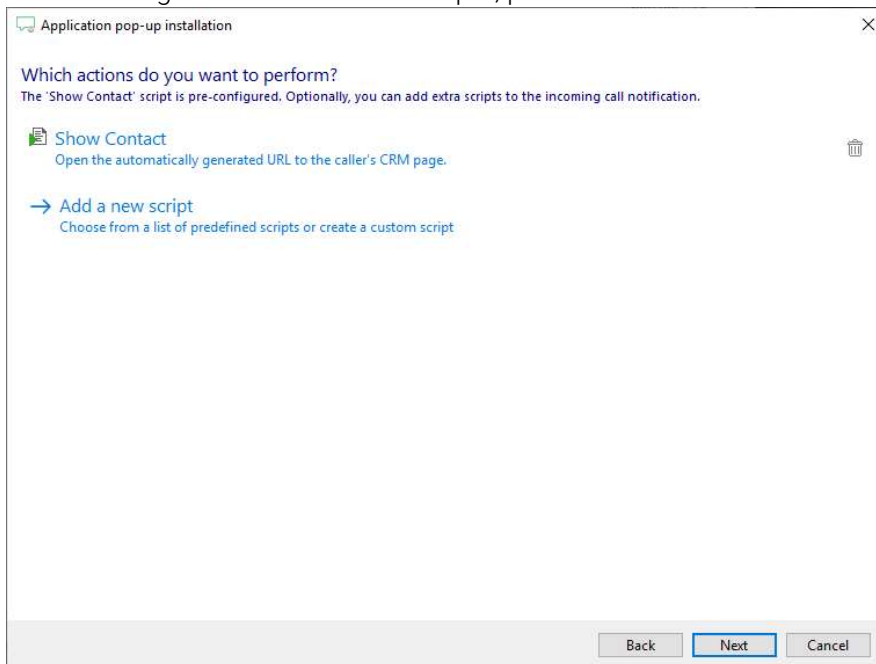 Application pop-up installation
Which actions do you want to perform?
The 'Show Contact' script is pre-configured. Optionally, you can add extra scripts to the incoming call notification.
Show Contact
Open the automatically generated URL to the caller's CRM page.
Add a new script
Choose from a list of predefined scripts or create a custom script
Back Next Cancel